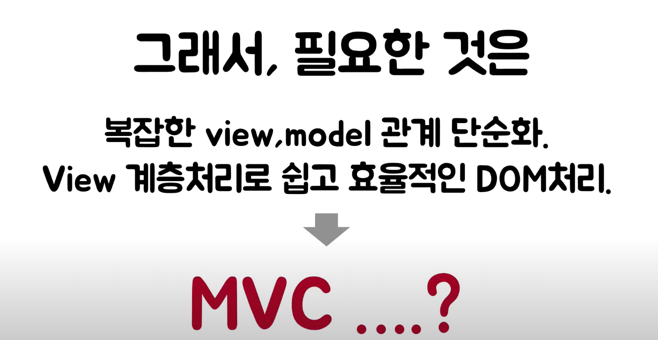 그래서, 필요한 것은
복잡한 view,model 관계 단순화.
View 계층처리로 쉽고 효율적인 DOM처리.
MVC ....?